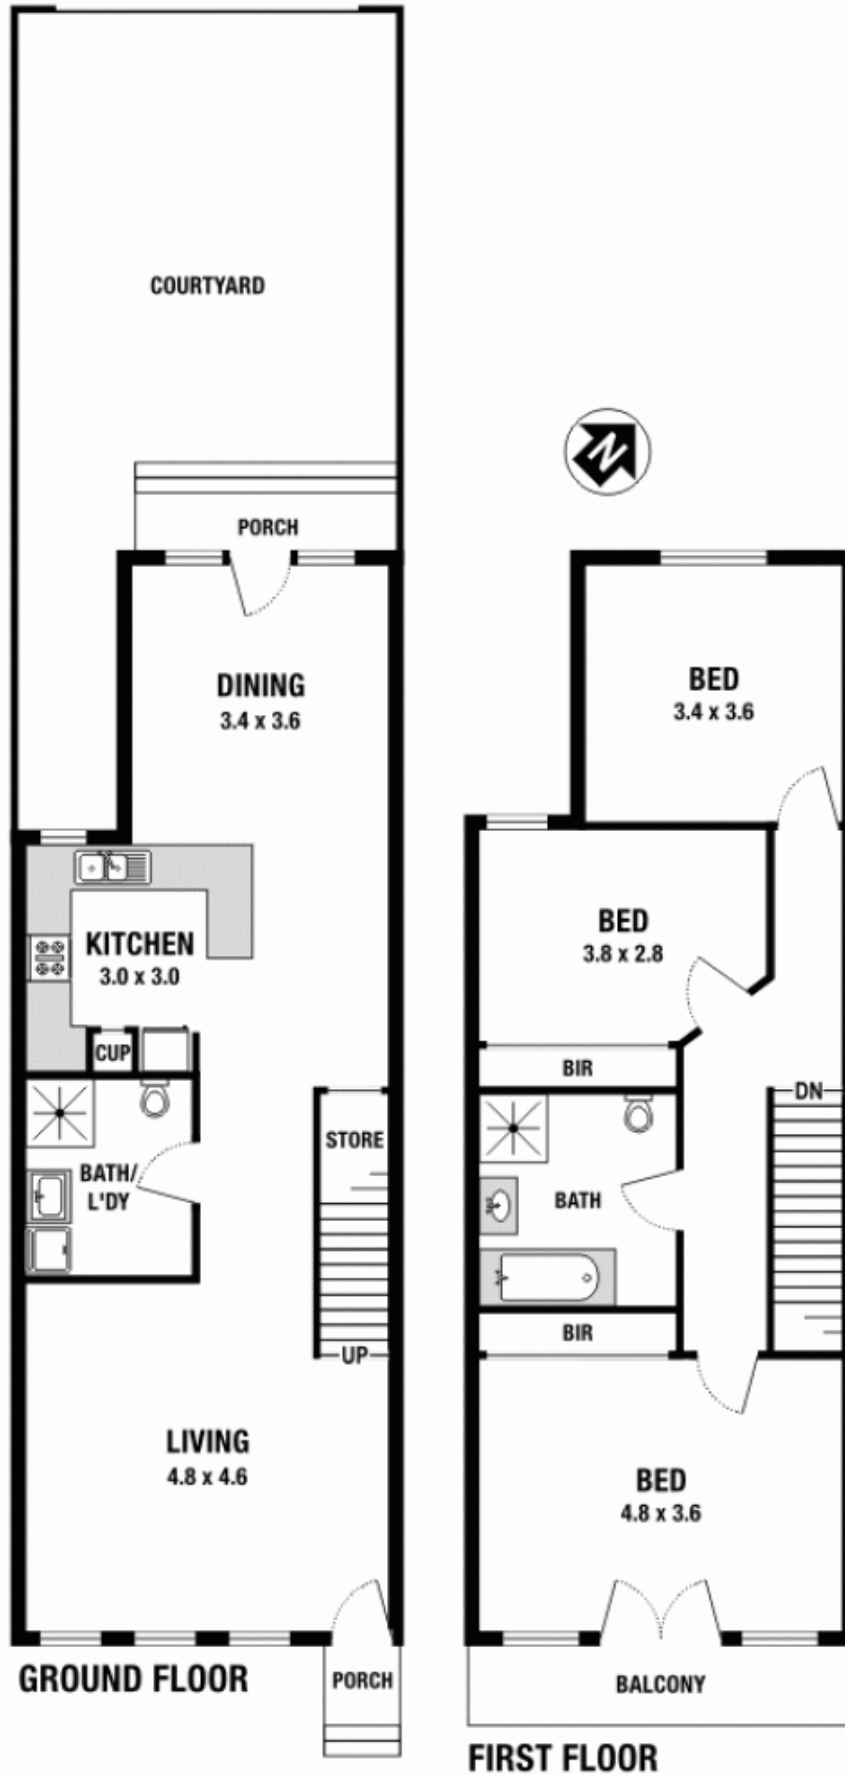 COURTYARD
PORCH
DINING
3.4 x 3.6
KITCHEN
3.0 x 3.0
CUP
BATH/
L'DY
STORE
UP
LIVING
4.8 x 4.6
GROUND FLOOR
PORCH
N
BED
3.4 x 3.6
BED
3.8 x 2.8
BIR
DN
BATH
BIR
BED
4.8 x 3.6
BALCONY
FIRST FLOOR